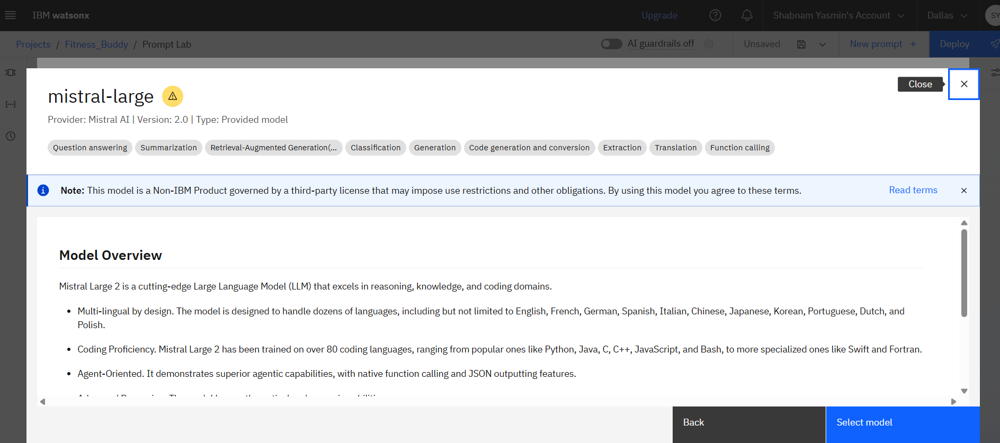 IBM watsonx
Upgrade
Shabnam Yasmin's Account
Dallas
SY
Projects / Fitness_Buddy / Prompt Lab
AI guardrails off
Unsaved
New prompt +
Deploy
Close
mistral-large
Provider: Mistral AI | Version: 2.0 | Type: Provided model
Question answering
Summarization
Retrieval-Augmented Generation(...
Classification
Generation
Code generation and conversion
Extraction
Translation
Function calling
Note: This model is a Non-IBM Product governed by a third-party license that may impose use restrictions and other obligations. By using this model you agree to these terms.
Read terms
Model Overview
Mistral Large 2 is a cutting-edge Large Language Model (LLM) that excels in reasoning, knowledge, and coding domains.
• Multi-lingual by design. The model is designed to handle dozens of languages, including but not limited to English, French, German, Spanish, Italian, Chinese, Japanese, Korean, Portuguese, Dutch, and
Polish.
• Coding Proficiency. Mistral Large 2 has been trained on over 80 coding languages, ranging from popular ones like Python, Java, C, C++, JavaScript, and Bash, to more specialized ones like Swift and Fortran.
• Agent-Oriented. It demonstrates superior agentic capabilities, with native function calling and JSON outputting features.
Back
Select model